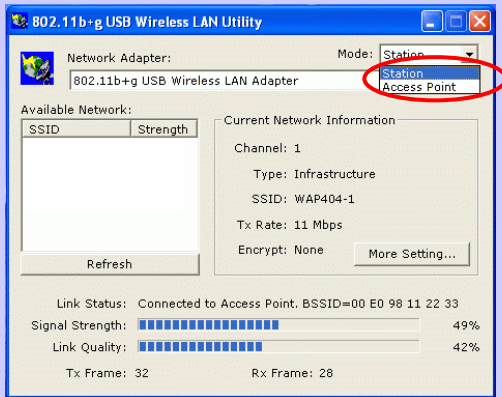 802.11b+g USB Wireless LAN Utility
Network Adapter:
Mode: Station
802.11b+g USB Wireless LAN Adapter
Station
Access Point
Available Network:
SSID Strength
Refresh
Current Network Information
Channel: 1
Type: Infrastructure
SSID: WAP404-1
Tx Rate: 11 Mbps
Encrypt: None
More Setting...
Link Status: Connected to Access Point. BSSID=00 E0 98 11 22 33
Signal Strength: 49%
Link Quality: 42%
Tx Frame: 32 Rx Frame: 28